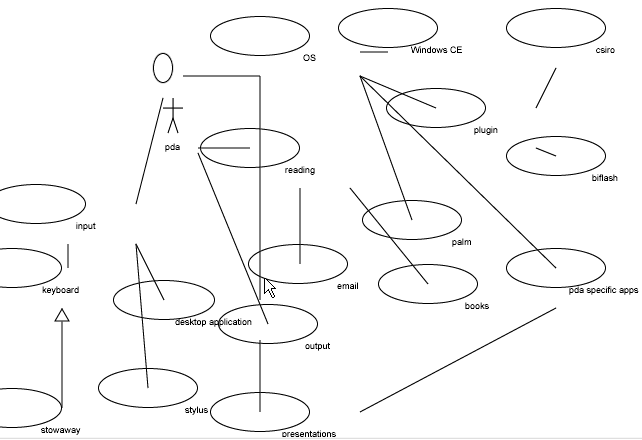 OS
Windows CE
csiro
plugin
pda
reading
biflash
input
palm
keyboard
email
books
pda specific apps
desktop application
output
stylus
stowaway
presentations